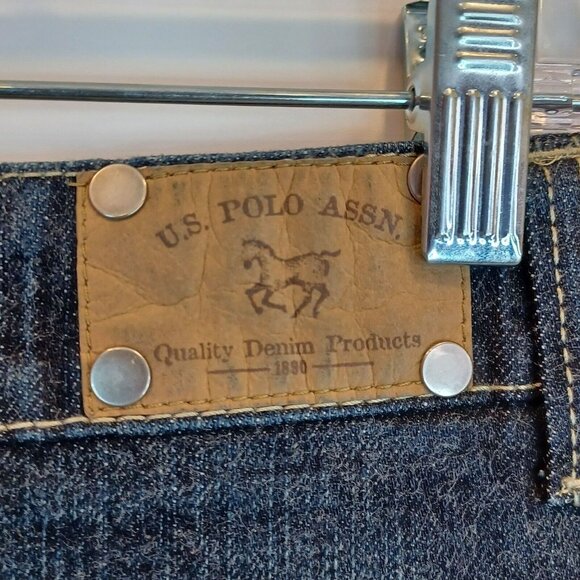 U.S. POLO ASSN.
Quality Denim Products
1890